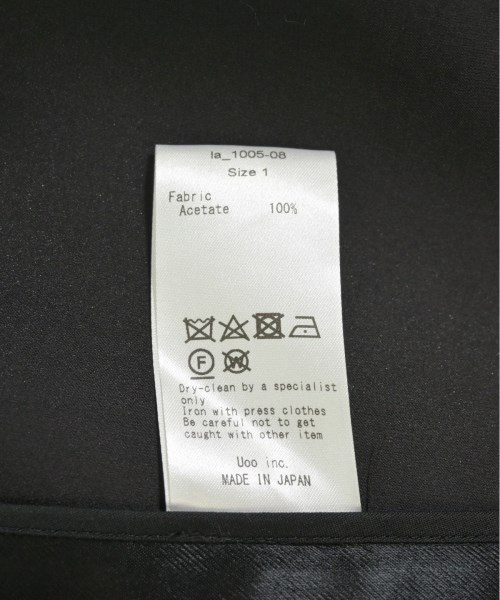 la_1005-08
Size 1
Fabric
Acetate 100%
F W
Dry-clean by a specialist
only
Iron with press clothes
Be careful not to get
caught with other item
Uoo inc.
MADE IN JAPAN